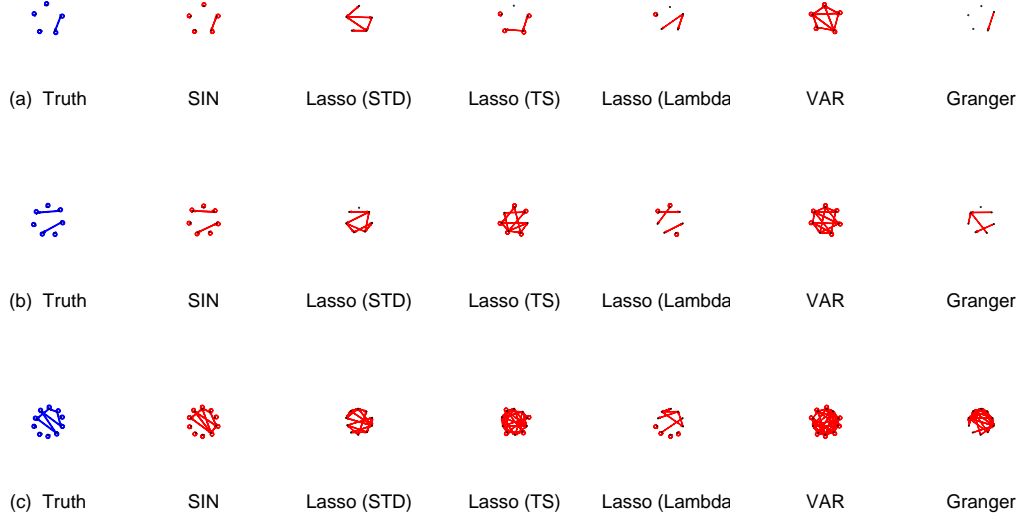 (a) Truth SIN Lasso (STD) Lasso (TS) Lasso (Lambda VAR Granger
(b) Truth SIN Lasso (STD) Lasso (TS) Lasso (Lambda VAR Granger
(c) Truth SIN Lasso (STD) Lasso (TS) Lasso (Lambda VAR Granger